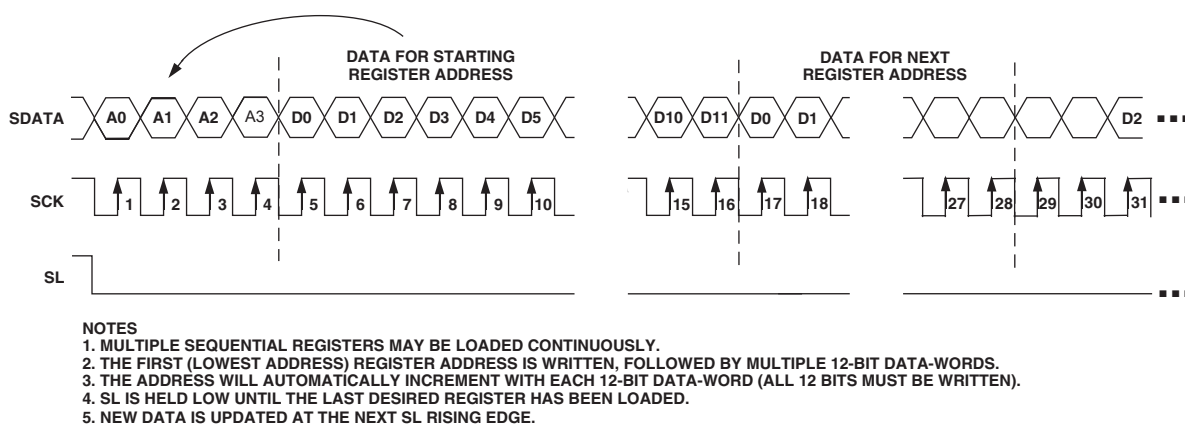 DATA FOR STARTING
REGISTER ADDRESS
DATA FOR NEXT
REGISTER ADDRESS
SDATA A0 A1 A2 A3 D0 D1 D2 D3 D4 D5 D10 D11 D0 D1 D2
SCK 1 2 3 4 5 6 7 8 9 10 15 16 17 18 27 28 29 30 31
SL
NOTES
1. MULTIPLE SEQUENTIAL REGISTERS MAY BE LOADED CONTINUOUSLY.
2. THE FIRST (LOWEST ADDRESS) REGISTER ADDRESS IS WRITTEN, FOLLOWED BY MULTIPLE 12-BIT DATA-WORDS.
3. THE ADDRESS WILL AUTOMATICALLY INCREMENT WITH EACH 12-BIT DATA-WORD (ALL 12 BITS MUST BE WRITTEN).
4. SL IS HELD LOW UNTIL THE LAST DESIRED REGISTER HAS BEEN LOADED.
5. NEW DATA IS UPDATED AT THE NEXT SL RISING EDGE.